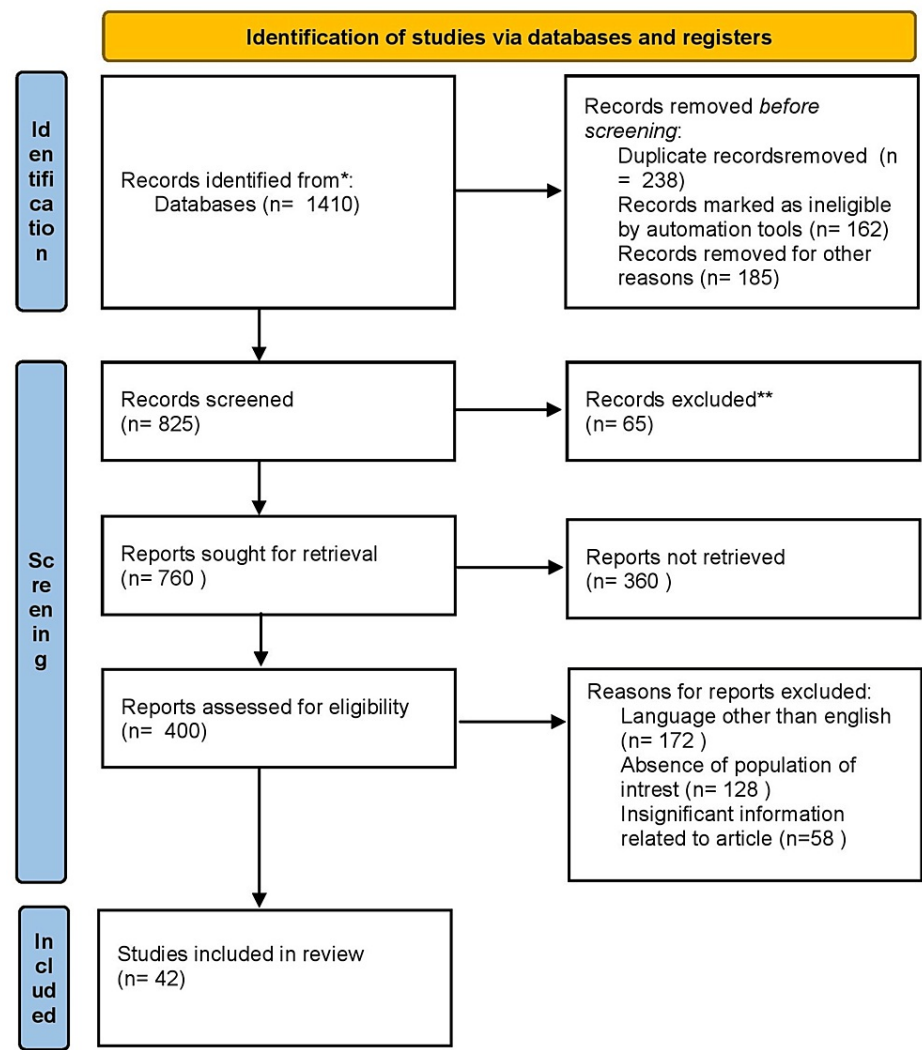 Identification of studies via databases and registers
Id
en
tifi
ca
tio
n
Records identified from*:
Databases (n=  1410)
Records removed before
screening:
Duplicate recordsremoved  (n
=  238)
Records marked as ineligible
by automation tools (n= 162)
Records removed for other
reasons (n= 185)
Sc
re
en
in
g
Records screened
(n= 825)
Records excluded**
(n= 65)
Reports sought for retrieval
(n= 760 )
Reports not retrieved
(n= 360 )
Reports assessed for eligibility
(n=  400)
Reasons for reports excluded:
Language other than english
(n= 172 )
Absence of population of
intrest (n= 128 )
Insignificant information
related to article (n=58 )
In
cl
ud
ed
Studies included in review
(n= 42)